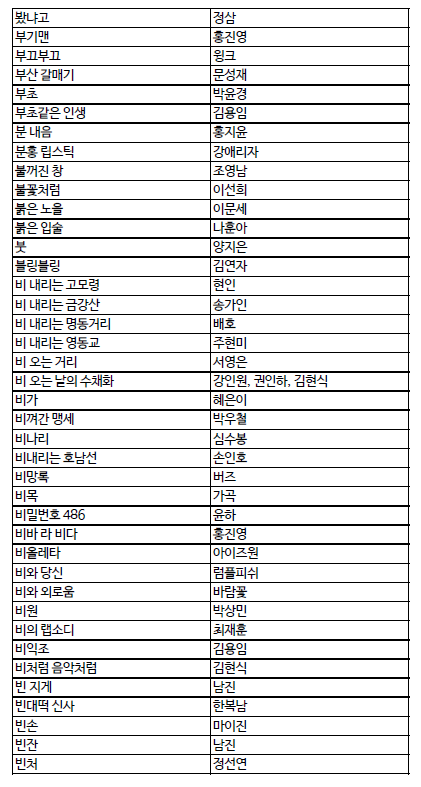 봤냐고 정삼
부기맨 홍진영
부끄부끄 윙크
부산 갈매기 문성재
부초 박윤경
부초같은 인생 김용임
분 내음 홍지윤
분홍 립스틱 강애리자
불꺼진 창 조영남
불꽃처럼 이선희
붉은 노을 이문세
붉은 입술 나훈아
붓 양지은
블링블링 김연자
비 내리는 고모령 현인
비 내리는 금강산 송가인
비 내리는 명동거리 배호
비 내리는 영동교 주현미
비 오는 거리 서영은
비 오는 날의 수채화 강인원, 권인하, 김현식
비가 혜은이
비껴간 맹세 박우철
비나리 심수봉
비내리는 호남선 손인호
비망록 버즈
비목 가곡
비밀번호 486 윤하
비바 라 비다 홍진영
비올레타 아이즈원
비와 당신 럼플피쉬
비와 외로움 바람꽃
비원 박상민
비의 랩소디 최재훈
비익조 김용임
비처럼 음악처럼 김현식
빈 지게 남진
빈대떡 신사 한복남
빈손 마이진
빈잔 남진
빈처 정선연